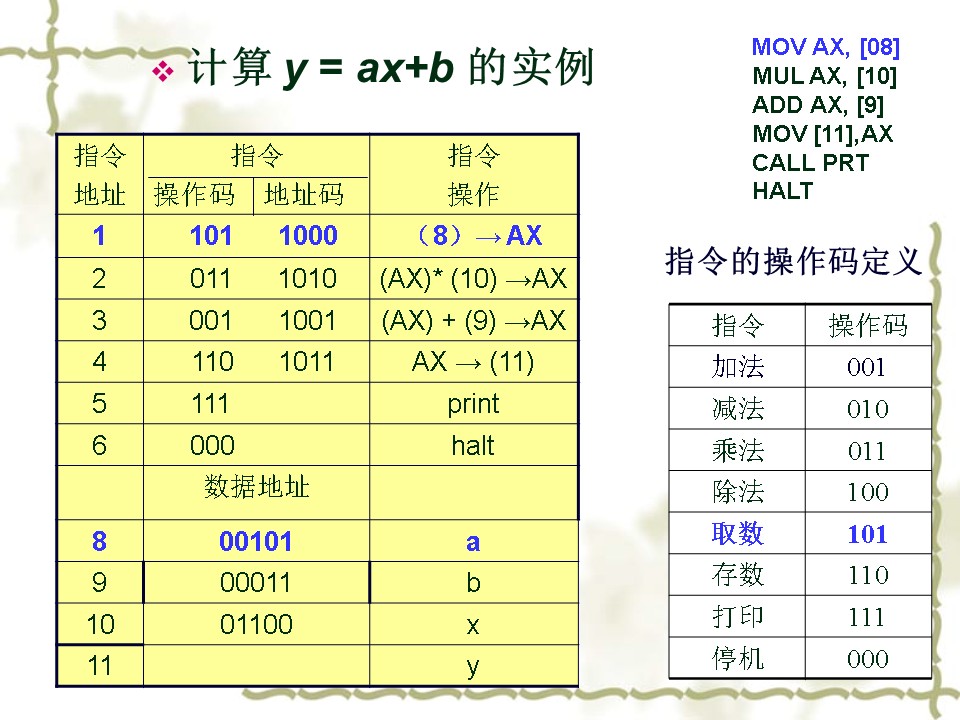 ❖ 计算 y = ax+b 的实例
MOV AX, [08]
MUL AX, [10]
ADD AX, [9]
MOV [11],AX
CALL PRT
HALT
指令地址 指令 指令操作
操作码 地址码
1 101 1000 （8）→AX
2 011 1010 (AX)* (10) →AX
3 001 1001 (AX) + (9) →AX
4 110 1011 AX → (11)
5 111 print
6 000 halt
数据地址
8 00101 a
9 00011 b
10 01100 x
11 y
指令的操作码定义
指令 操作码
加法 001
减法 010
乘法 011
除法 100
取数 101
存数 110
打印 111
停机 000